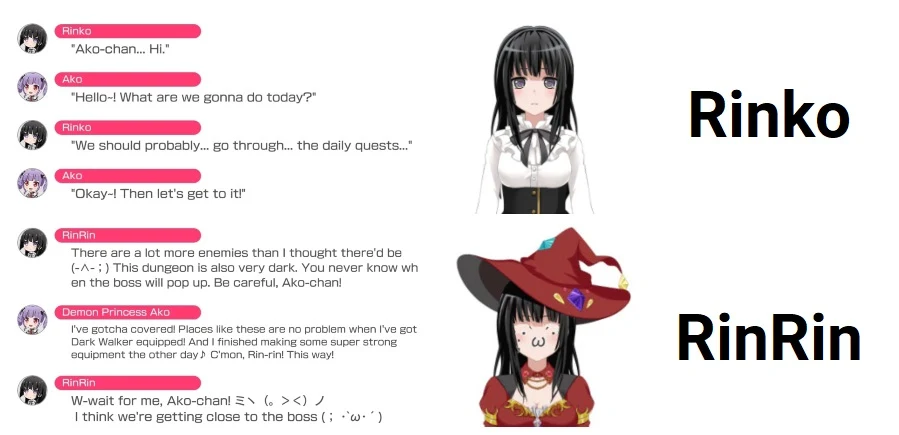 Rinko
"Ako-chan... Hi."
Ako
"Hello~! What are we gonna do today?"
Rinko
"We should probably... go through... the daily quests..."
Ako
"Okay~! Then let's get to it!"
Rinko
RinRin
There are a lot more enemies than I thought there'd be
(-ㅅ-；) This dungeon is also very dark. You never know wh
en the boss will pop up. Be careful, Ako-chan!
Demon Princess Ako
I've gotcha covered! Places like these are no problem when I've got
Dark Walker equipped! And I finished making some super strong
equipment the other day♪ C'mon, Rin-rin! This way!
RinRin
W-wait for me, Ako-chan! ミヽ（。＞＜）ノ
I think we're getting close to the boss (； ･`ω･´)
ω
RinRin